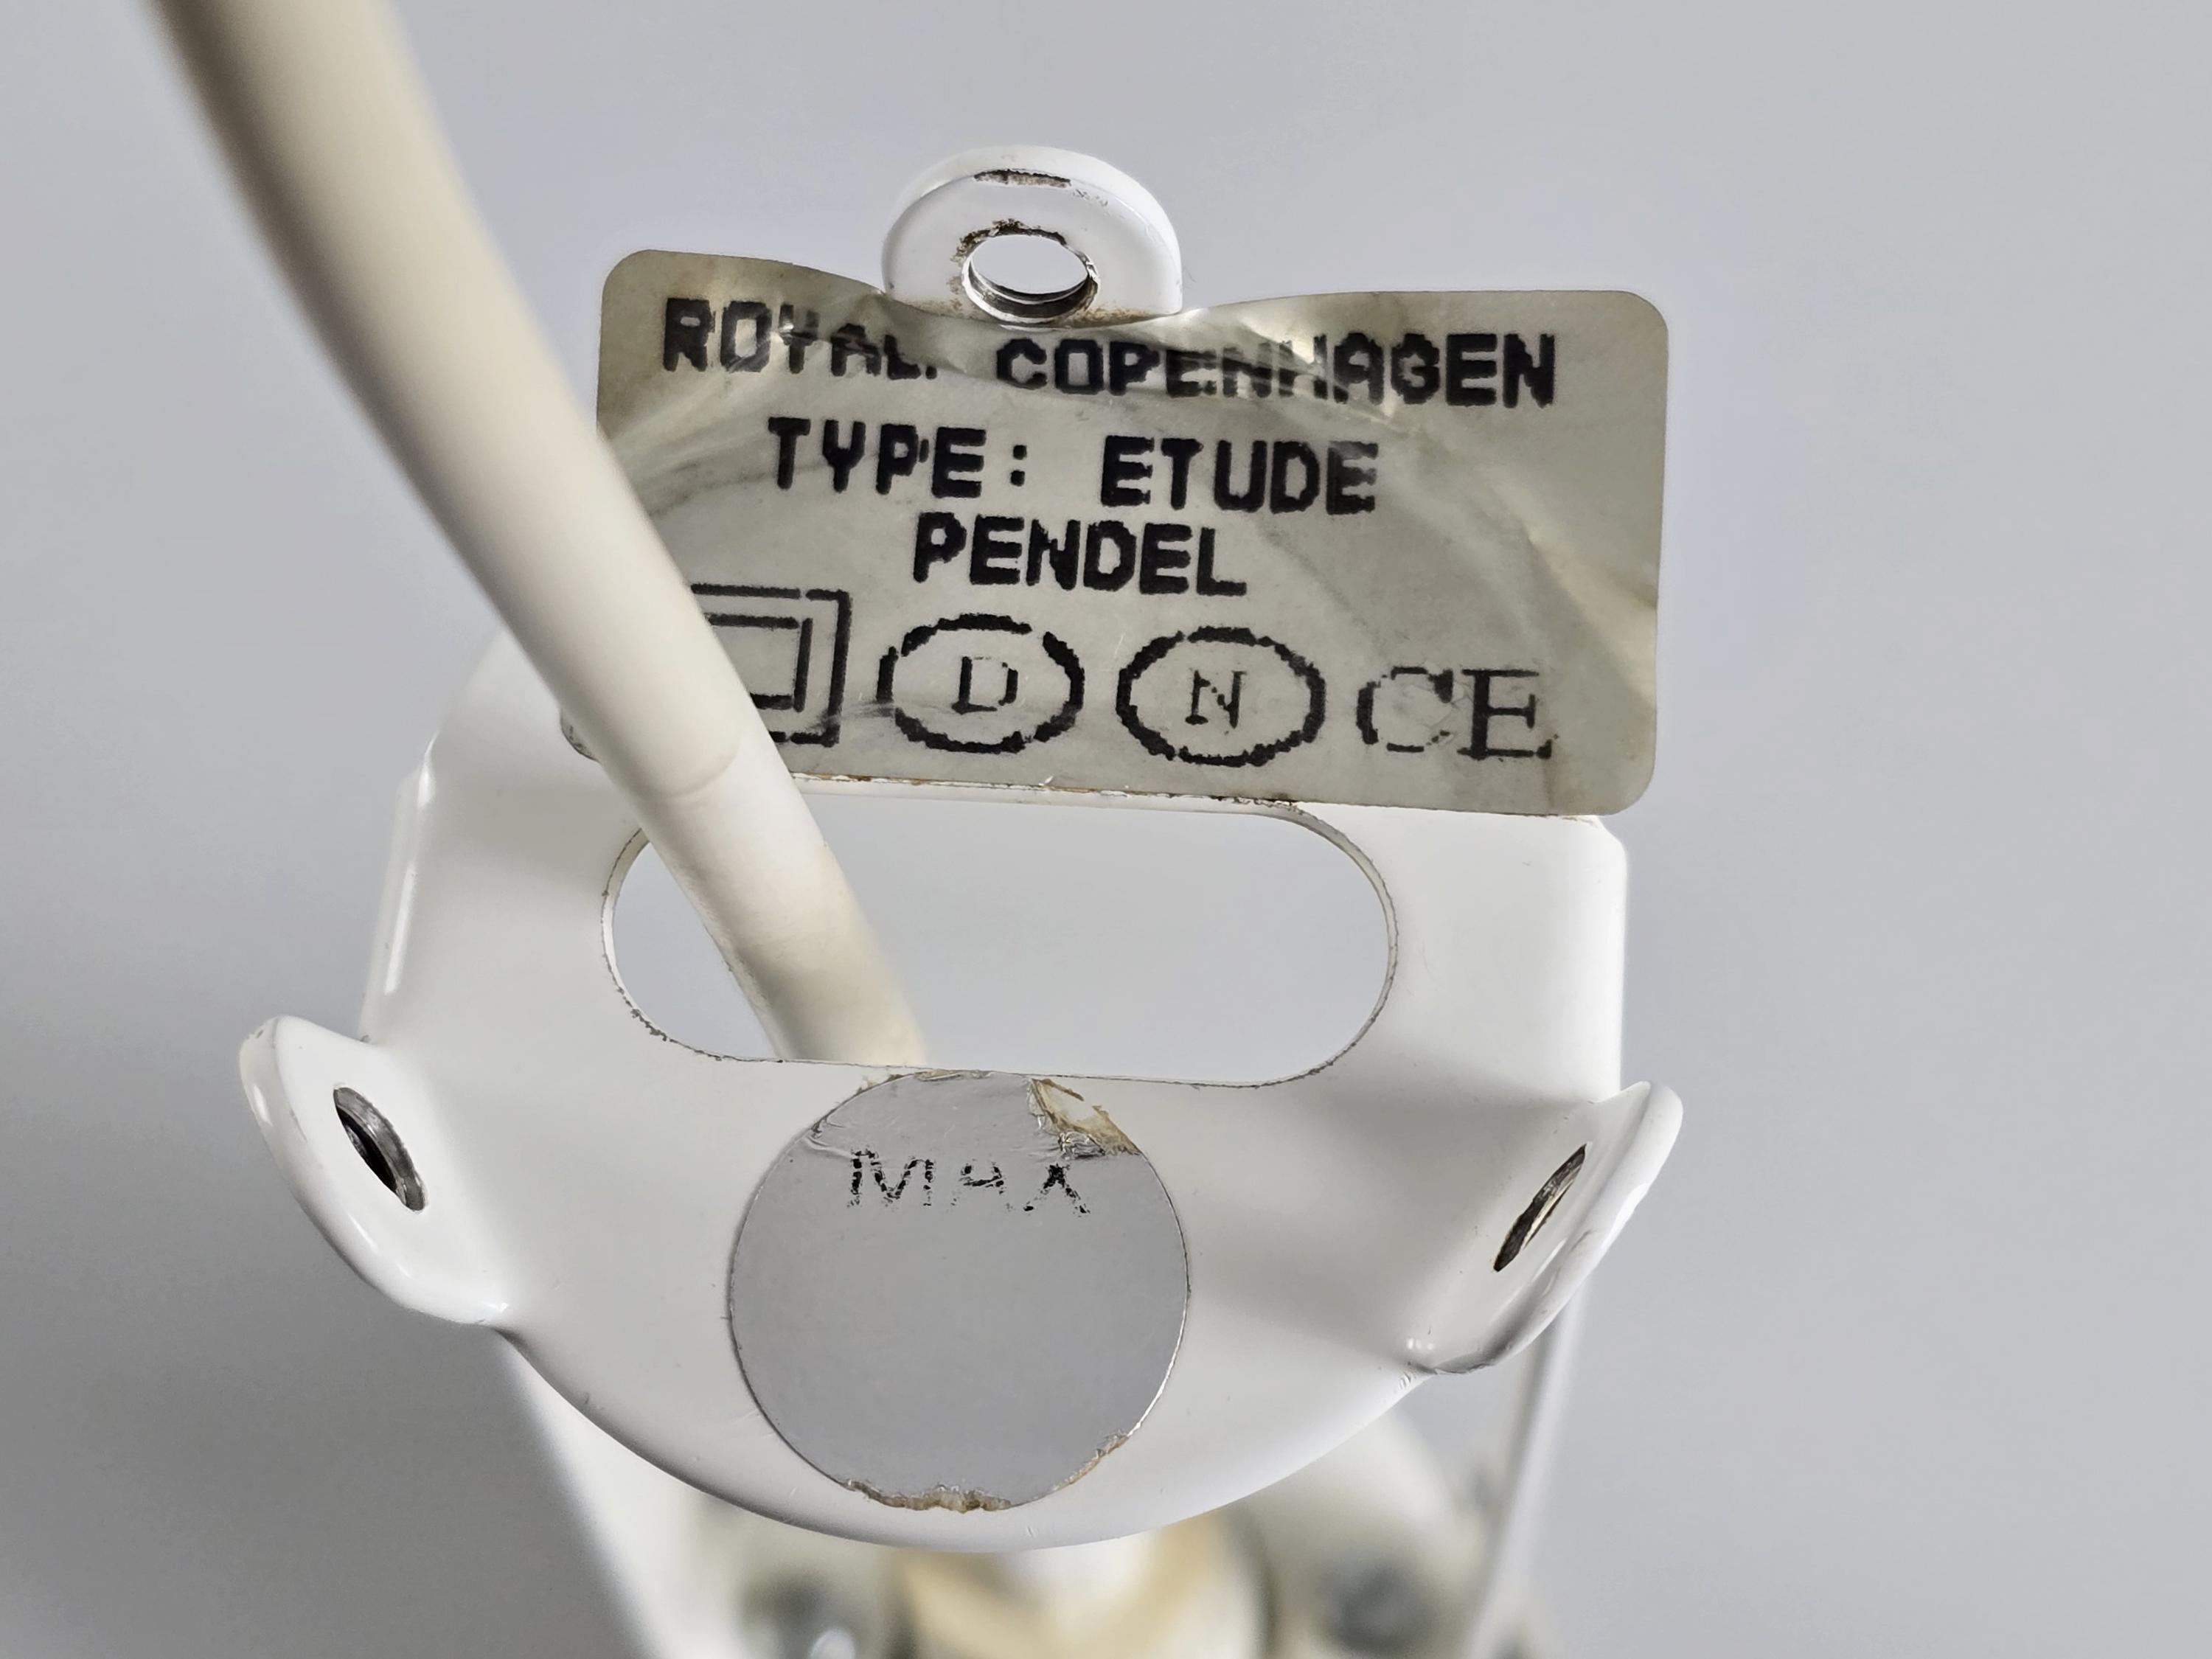 ROYAL COPENHAGEN
TYPE: ETUDE
PENDEL
D N CE
MAX